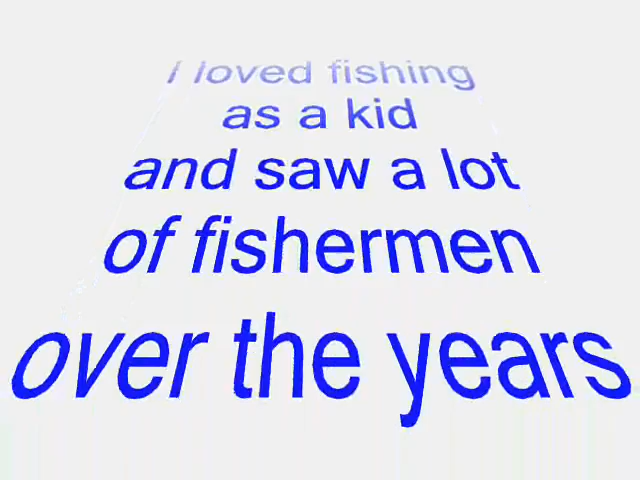 I loved fishing
as a kid
and saw a lot
of fishermen
over the years